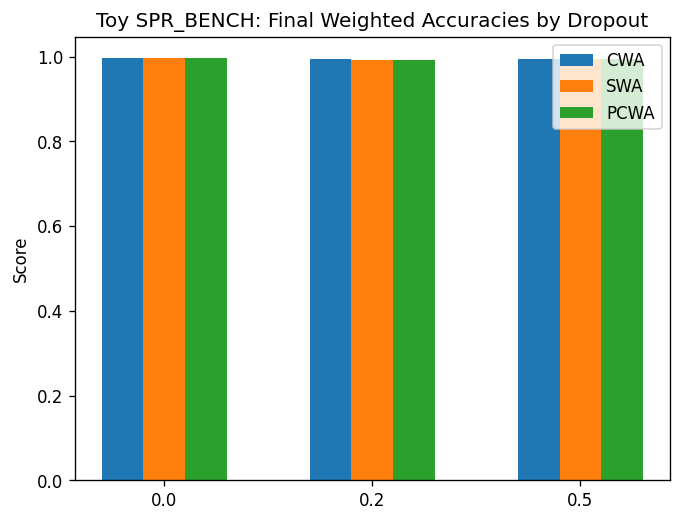 Toy SPR_BENCH: Final Weighted Accuracies by Dropout
CWA
SWA
PCWA
Score
1.0
0.8
0.6
0.4
0.2
0.0
0.0 0.2 0.5